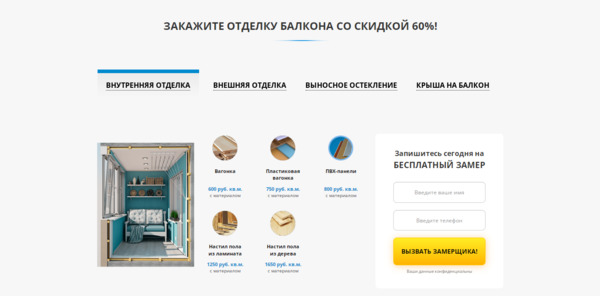 ЗАКАЖИТЕ ОТДЕЛКУ БАЛКОНА СО СКИДКОЙ 60%!
ВНУТРЕННЯЯ ОТДЕЛКА
ВНЕШНЯЯ ОТДЕЛКА
ВЫНОСНОЕ ОСТЕКЛЕНИЕ
КРЫША НА БАЛКОН
Вагонка
600 руб. кв.м.
с материалом
Пластиковая
вагонка
750 руб. кв.м.
с материалом
ПВХ-панели
800 руб. кв.м.
с материалом
Настил пола
из ломината
1250 руб. кв.м.
с материалом
Настил пола
из дерева
1650 руб. кв.м.
с материалом
Запишитесь сегодня на
БЕСПЛАТНЫЙ ЗАМЕР
Введите ваше имя
Введите телефон
ВЫЗВАТЬ ЗАМЕРЩИКА!
Ваши данные конфиденциальны